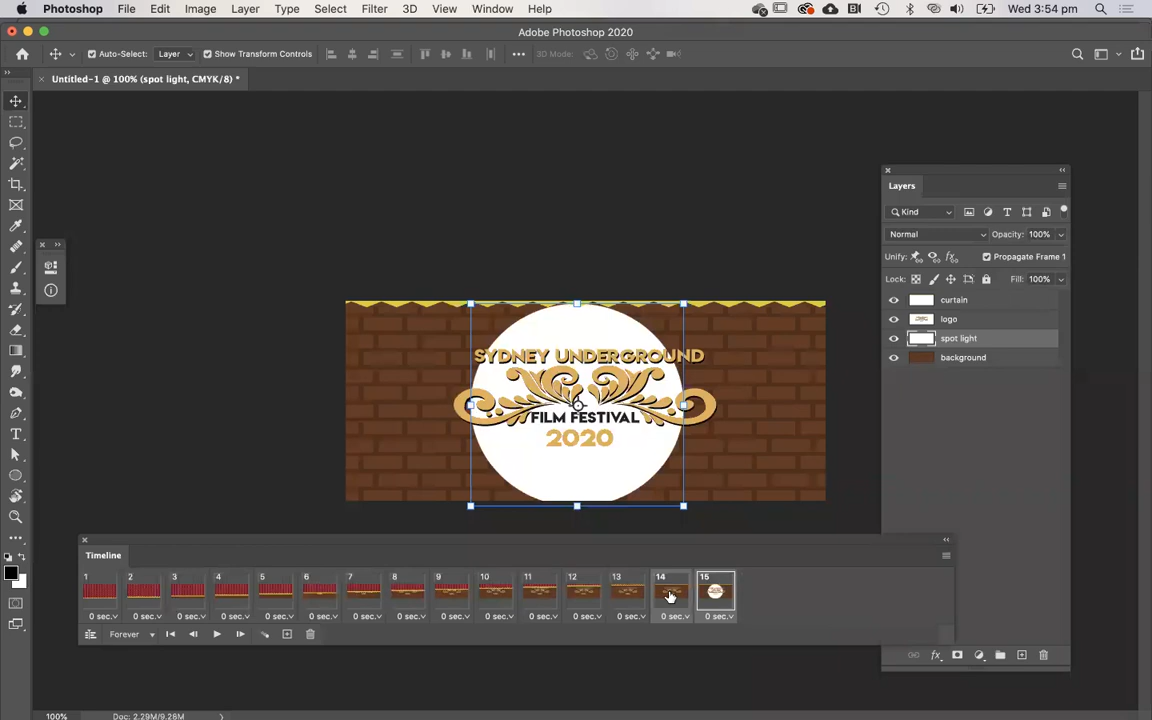 Photoshop File Edit Image Layer Type Select Filter 3D View Window Help Wed 3:54 pm
Adobe Photoshop 2020
Auto-Select: Layer Show Transform Controls 3D Mode:
Untitled-1 @ 100% (spot light, CMYK/8) *
Layers
Kind
Normal Opacity: 100%
Unify: Propagate Frame 1
Lock: Fill: 100%
curtain
logo
spot light
background
SYDNEY UNDERGROUND
FILM FESTIVAL
2020
Timeline
1 2 3 4 5 6 7 8 9 10 11 12 13 14 15
0 sec. 0 sec. 0 sec. 0 sec. 0 sec. 0 sec. 0 sec. 0 sec. 0 sec. 0 sec. 0 sec. 0 sec. 0 sec. 0 sec. 0 sec.
Forever
100% Doc: 2.29M/9.26M